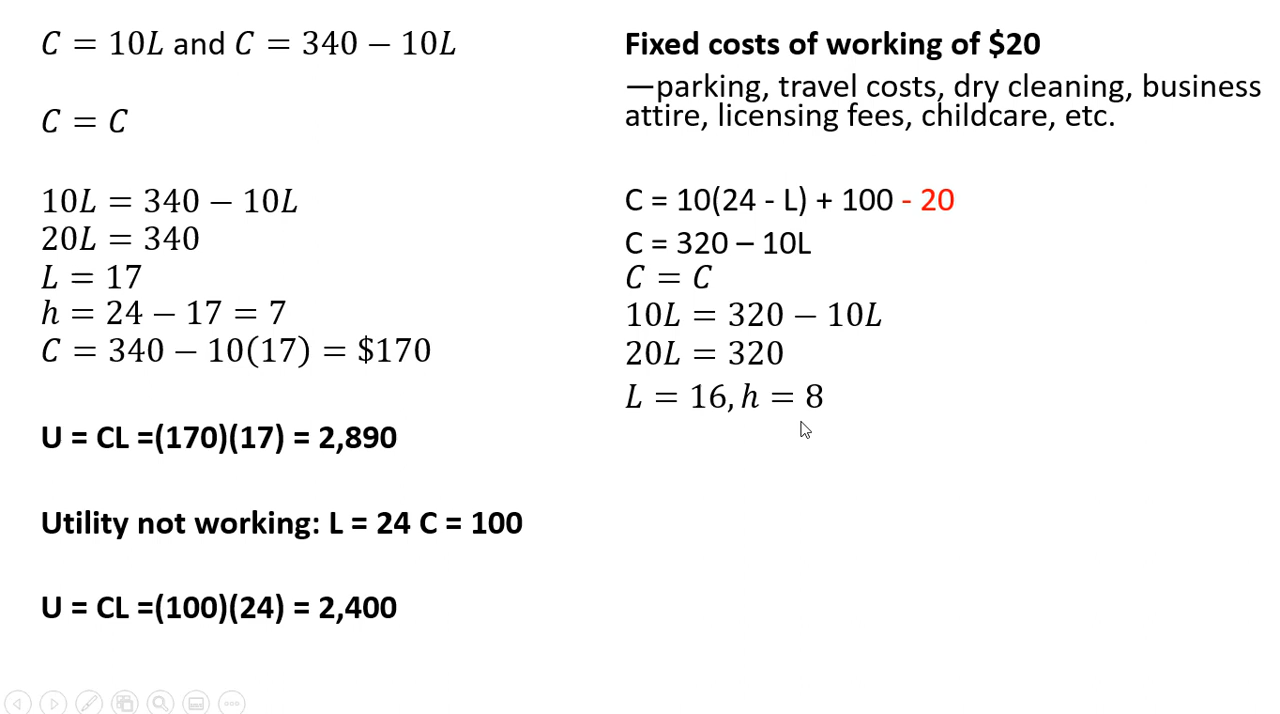 C = 10L and C = 340 − 10L
C = C
10L = 340 − 10L
20L = 340
L = 17
h = 24 − 17 = 7
C = 340 − 10(17) = $170
U = CL =(170)(17) = 2,890
Utility not working: L = 24 C = 100
U = CL =(100)(24) = 2,400
Fixed costs of working of $20
—parking, travel costs, dry cleaning, business
attire, licensing fees, childcare, etc.
C = 10(24 - L) + 100 - 20
C = 320 – 10L
C = C
10L = 320 − 10L
20L = 320
L = 16, h = 8